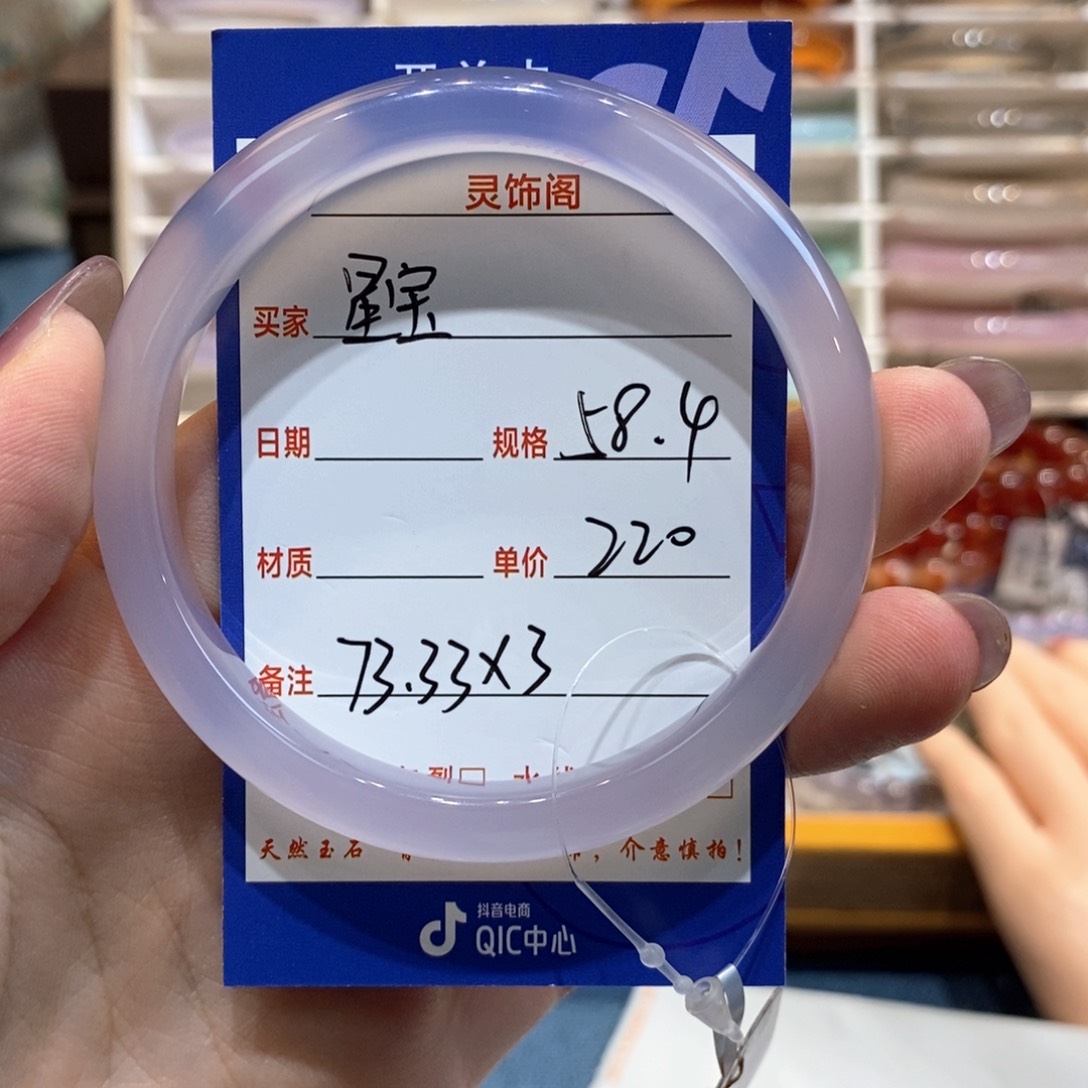 灵饰阁
买家 星宝
日期 规格 58.4
材质 单价 220
备注 73.33×3
天然玉石 ，介意慎拍！
抖音电商
QIC中心